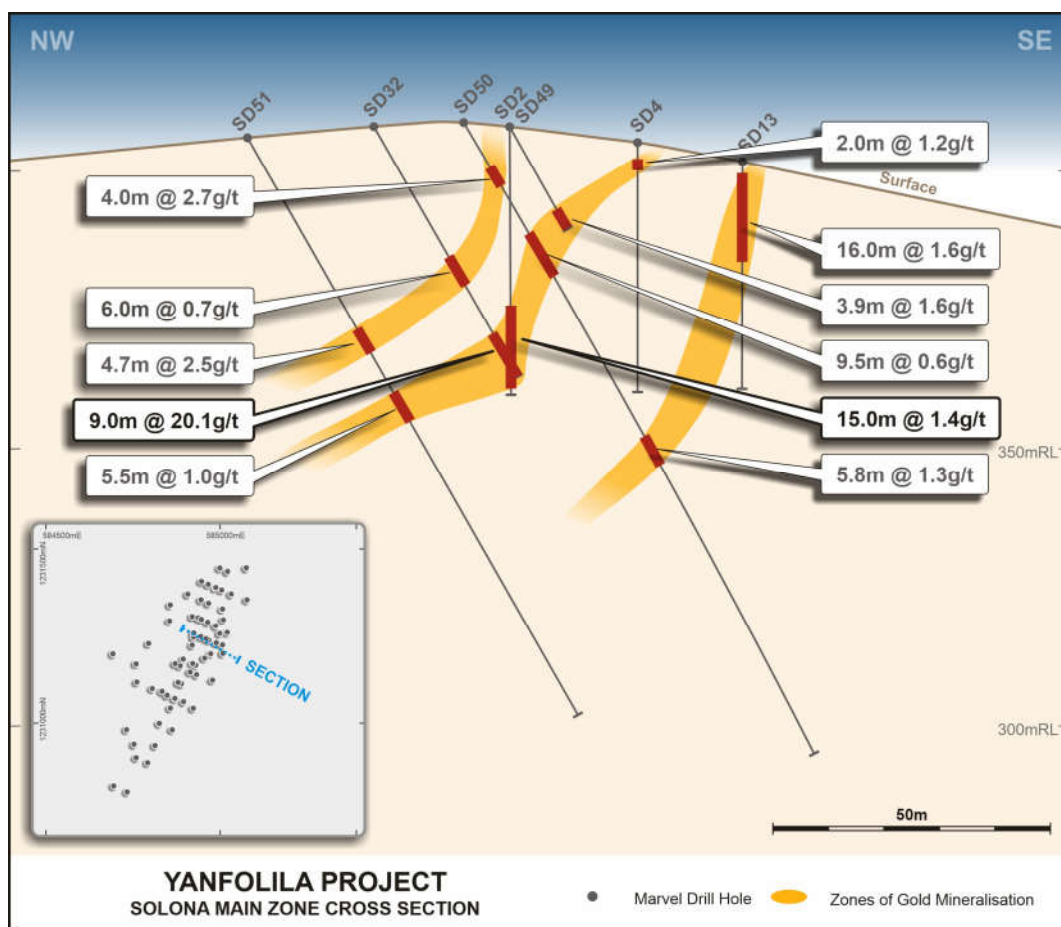 NW
SE
SD51
SD32
SD50
SD2
SD49
SD4
SD13
Surface
4.0m @ 2.7g/t
6.0m @ 0.7g/t
4.7m @ 2.5g/t
9.0m @ 20.1g/t
5.5m @ 1.0g/t
2.0m @ 1.2g/t
16.0m @ 1.6g/t
3.9m @ 1.6g/t
9.5m @ 0.6g/t
15.0m @ 1.4g/t
5.8m @ 1.3g/t
350mRL
300mRL
584500mE
585000mE
1231500mN
1231000mN
SECTION
50m
YANFOLILA PROJECT
SOLONA MAIN ZONE CROSS SECTION
Marvel Drill Hole
Zones of Gold Mineralisation